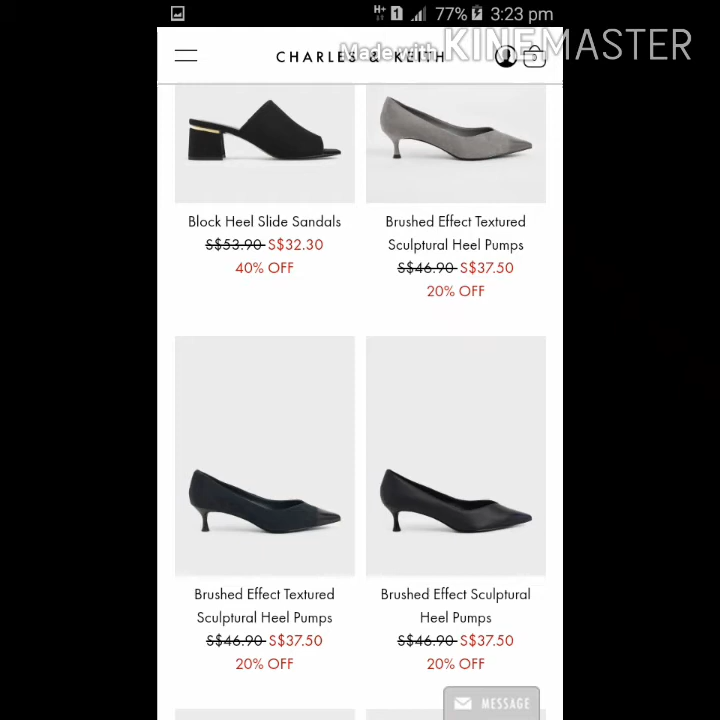 H+ 1 77% 3:23 pm
Made with KINEMASTER
CHARLES & KEITH
0
Block Heel Slide Sandals
S$53.90 S$32.30
40% OFF
Brushed Effect Textured
Sculptural Heel Pumps
S$46.90 S$37.50
20% OFF
Brushed Effect Textured
Sculptural Heel Pumps
S$46.90 S$37.50
20% OFF
Brushed Effect Sculptural
Heel Pumps
S$46.90 S$37.50
20% OFF
MESSAGE